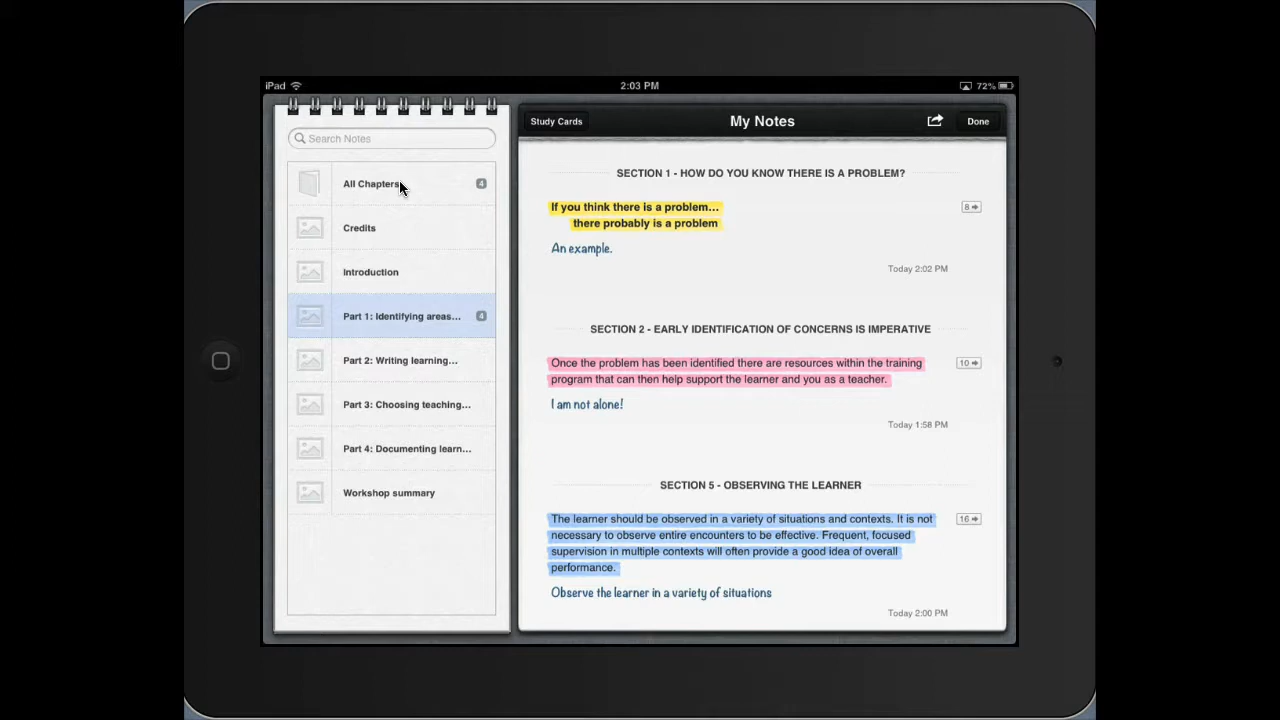 iPad
2:03 PM
72%
Search Notes
All Chapters
4
Credits
Introduction
Part 1: Identifying areas...
4
Part 2: Writing learning...
Part 3: Choosing teaching...
Part 4: Documenting learn...
Workshop summary
Study Cards
My Notes
Done
SECTION 1 - HOW DO YOU KNOW THERE IS A PROBLEM?
If you think there is a problem...
there probably is a problem
8
An example.
Today 2:02 PM
SECTION 2 - EARLY IDENTIFICATION OF CONCERNS IS IMPERATIVE
Once the problem has been identified there are resources within the training
program that can then help support the learner and you as a teacher.
10
I am not alone!
Today 1:58 PM
SECTION 5 - OBSERVING THE LEARNER
The learner should be observed in a variety of situations and contexts. It is not
necessary to observe entire encounters to be effective. Frequent, focused
supervision in multiple contexts will often provide a good idea of overall
performance.
16
Observe the learner in a variety of situations
Today 2:00 PM